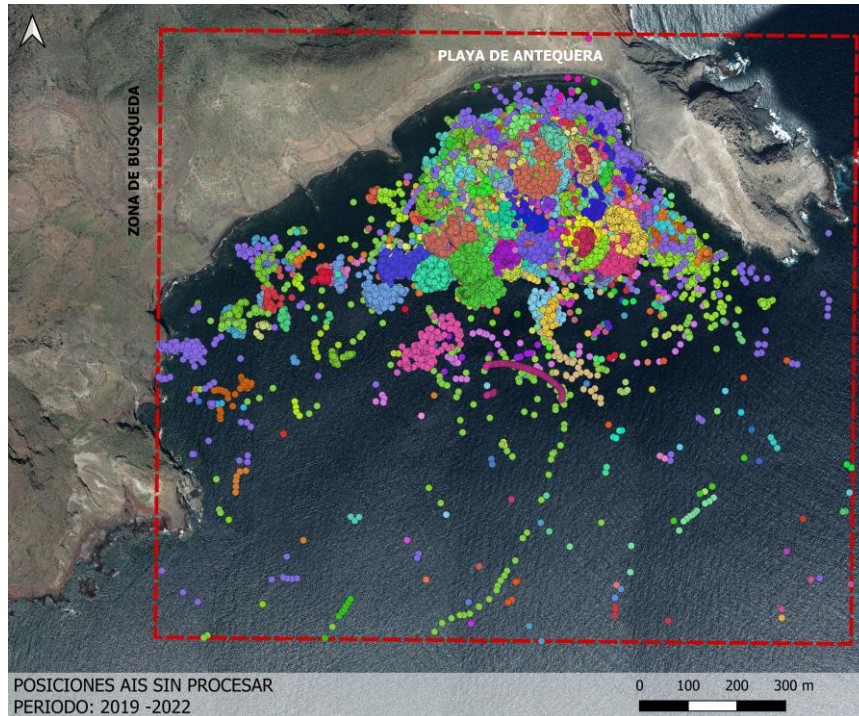 PLAYA DE ANTEQUERA
ZONA DE BUSQUEDA
POSICIONES AIS SIN PROCESAR
PERIODO: 2019 -2022
0 100 200 300 m